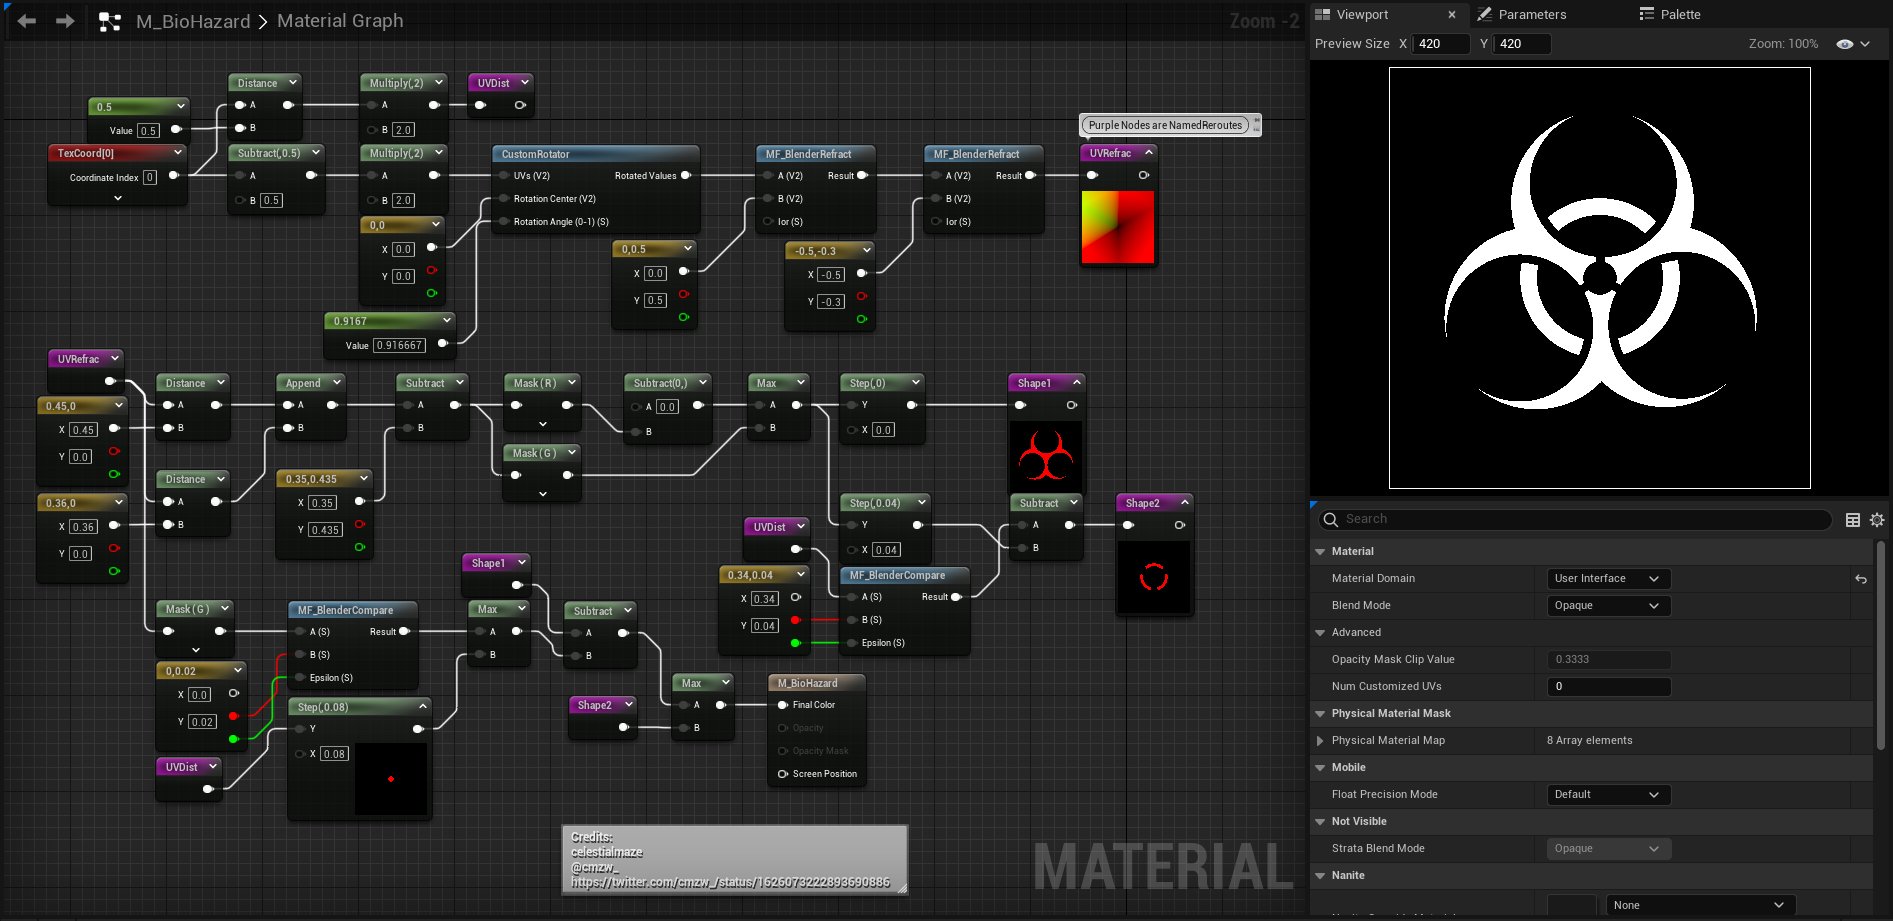 M_BioHazard > Material Graph
Zoom -2
Distance
A
B
Multiply(,2)
A
B 2.0
UVDist
0.5
Value 0.5
TexCoord[0]
Coordinate Index 0
Subtract(,0.5)
A
B 0.5
Multiply(,2)
A
B 2.0
CustomRotator
UVs (V2) Rotated Values
Rotation Center (V2)
Rotation Angle (0-1) (S)
MF_BlenderRefract
A (V2) Result
B (V2)
Ior (S)
MF_BlenderRefract
A (V2) Result
B (V2)
Ior (S)
Purple Nodes are NamedReroutes
UVRefrac
0,0
X 0.0
Y 0.0
0,0.5
X 0.0
Y 0.5
-0.5,-0.3
X -0.5
Y -0.3
0.9167
Value 0.916667
UVRefrac
Distance
A
B
Append
A
B
Subtract
A
B
Mask ( R )
Subtract(0,)
A 0.0
B
Max
A
B
Step(,0)
Y
X 0.0
Shape1
0.45,0
X 0.45
Y 0.0
Mask ( G )
Distance
A
B
0.35,0.435
X 0.35
Y 0.435
0.36,0
X 0.36
Y 0.0
Step(,0.04)
Y
X 0.04
Subtract
A
B
Shape2
UVDist
0.34,0.04
X 0.34
Y 0.04
MF_BlenderCompare
A (S) Result
B (S)
Epsilon (S)
Shape1
Mask ( G )
MF_BlenderCompare
A (S) Result
B (S)
Epsilon (S)
Max
A
B
Subtract
A
B
0,0.02
X 0.0
Y 0.02
Step(,0.08)
Y
X 0.08
UVDist
Shape2
Max
A
B
M_BioHazard
Final Color
Opacity
Opacity Mask
Screen Position
Credits:
celestialmaze
@cmzw_
https://twitter.com/cmzw_/status/1626073222893690886
MATERIAL
Viewport
Parameters
Palette
Preview Size X 420 Y 420
Zoom: 100%
Search
Material
Material Domain User Interface
Blend Mode Opaque
Advanced
Opacity Mask Clip Value 0.3333
Num Customized UVs 0
Physical Material Mask
Physical Material Map 8 Array elements
Mobile
Float Precision Mode Default
Not Visible
Strata Blend Mode Opaque
Nanite
None